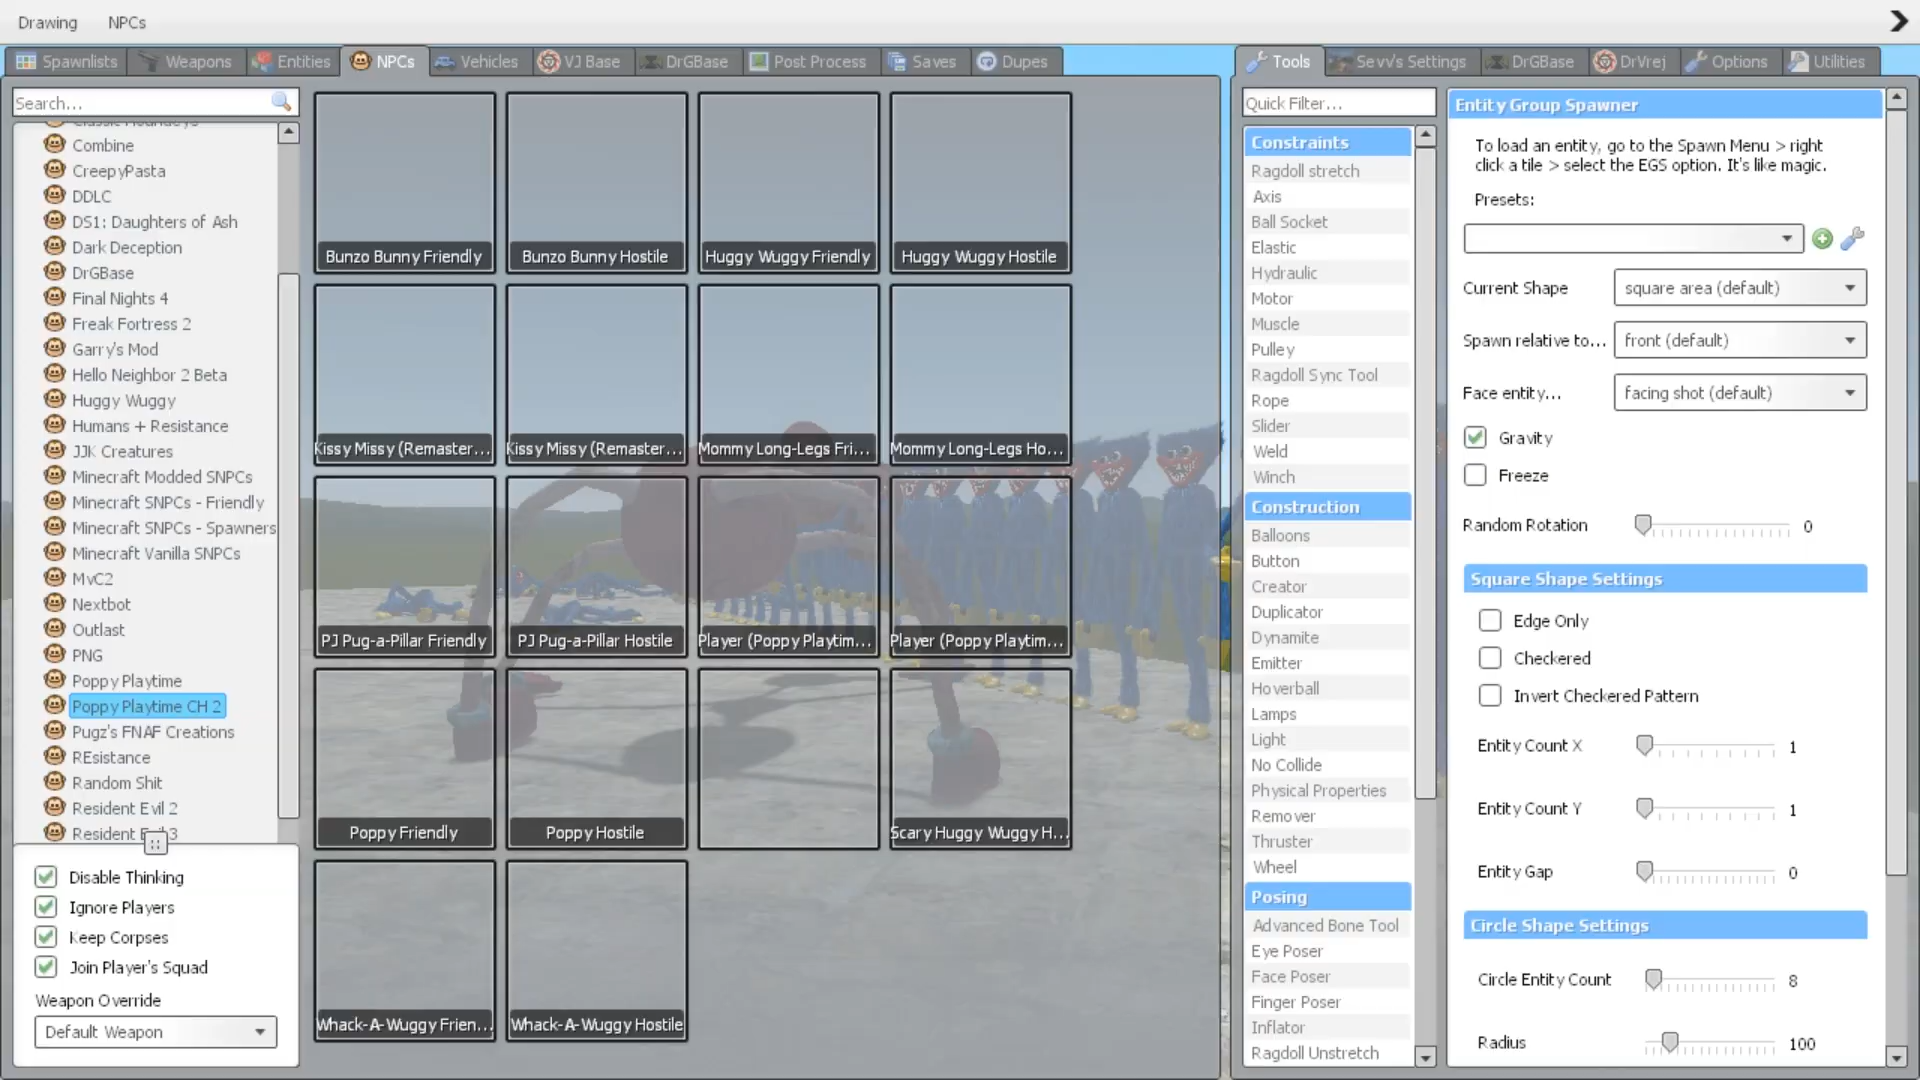 Drawing NPCs
Spawnlists Weapons Entities NPCs Vehicles VJ Base DrGBase Post Process Saves Dupes
Search...
Combine
CreepyPasta
DDLC
DS1: Daughters of Ash
Dark Deception
DrGBase
Final Nights 4
Freak Fortress 2
Garry's Mod
Hello Neighbor 2 Beta
Huggy Wuggy
Humans + Resistance
JJK Creatures
Minecraft Modded SNPCs
Minecraft SNPCs - Friendly
Minecraft SNPCs - Spawners
Minecraft Vanilla SNPCs
MvC2
Nextbot
Outlast
PNG
Poppy Playtime
Poppy Playtime CH 2
Pugz's FNAF Creations
REsistance
Random Shit
Resident Evil 2
Resident Evil 3
Disable Thinking
Ignore Players
Keep Corpses
Join Player's Squad
Weapon Override
Default Weapon
Bunzo Bunny Friendly
Bunzo Bunny Hostile
Huggy Wuggy Friendly
Huggy Wuggy Hostile
Kissy Missy (Remaster...
Kissy Missy (Remaster...
Mommy Long-Legs Fri...
Mommy Long-Legs Ho...
PJ Pug-a-Pillar Friendly
PJ Pug-a-Pillar Hostile
Player (Poppy Playtim...
Player (Poppy Playtim...
Poppy Friendly
Poppy Hostile
Scary Huggy Wuggy H...
Whack-A-Wuggy Frien...
Whack-A-Wuggy Hostile
Tools Sevv's Settings DrGBase DrVrej Options Utilities
Quick Filter...
Constraints
Ragdoll stretch
Axis
Ball Socket
Elastic
Hydraulic
Motor
Muscle
Pulley
Ragdoll Sync Tool
Rope
Slider
Weld
Winch
Construction
Balloons
Button
Creator
Duplicator
Dynamite
Emitter
Hoverball
Lamps
Light
No Collide
Physical Properties
Remover
Thruster
Wheel
Posing
Advanced Bone Tool
Eye Poser
Face Poser
Finger Poser
Inflator
Ragdoll Unstretch
Entity Group Spawner
To load an entity, go to the Spawn Menu > right
click a tile > select the EGS option. It's like magic.
Presets:
Current Shape square area (default)
Spawn relative to... front (default)
Face entity... facing shot (default)
Gravity
Freeze
Random Rotation 0
Square Shape Settings
Edge Only
Checkered
Invert Checkered Pattern
Entity Count X 1
Entity Count Y 1
Entity Gap 0
Circle Shape Settings
Circle Entity Count 8
Radius 100